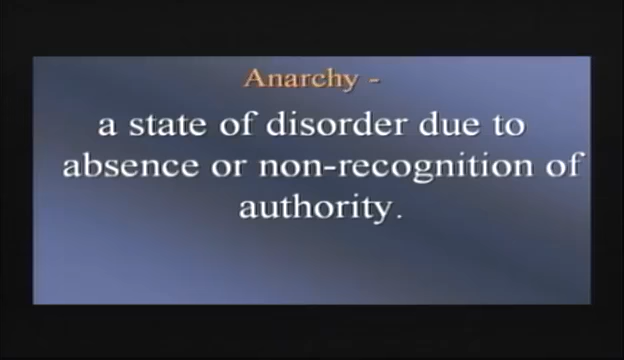 Anarchy -
a state of disorder due to
absence or non-recognition of
authority.